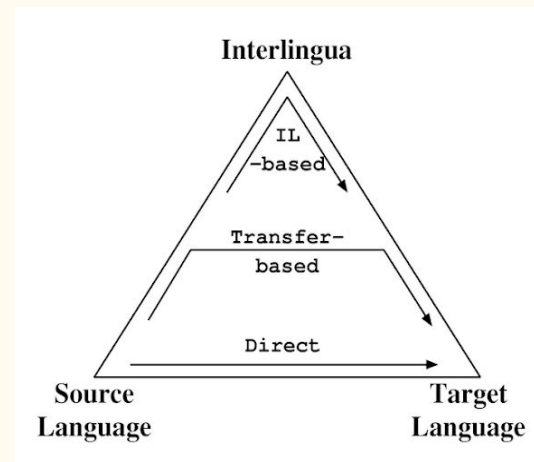 Interlingua
IL
-based
Transfer-
based
Direct
Source
Language
Target
Language